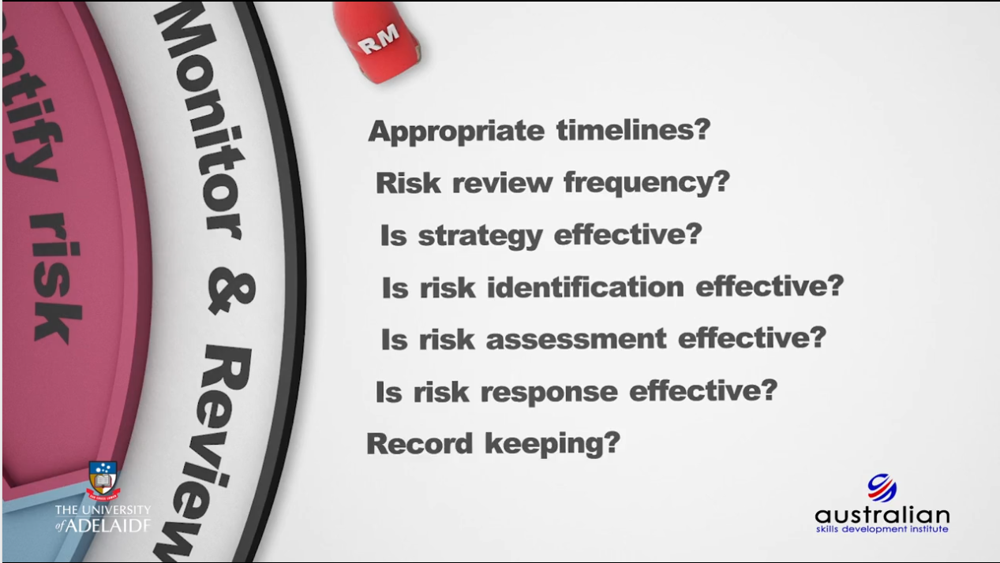 ntify risk
Monitor & Review
RM
Appropriate timelines?
Risk review frequency?
Is strategy effective?
Is risk identification effective?
Is risk assessment effective?
Is risk response effective?
Record keeping?
THE UNIVERSITY
of ADELAIDE
australian
skills development institute